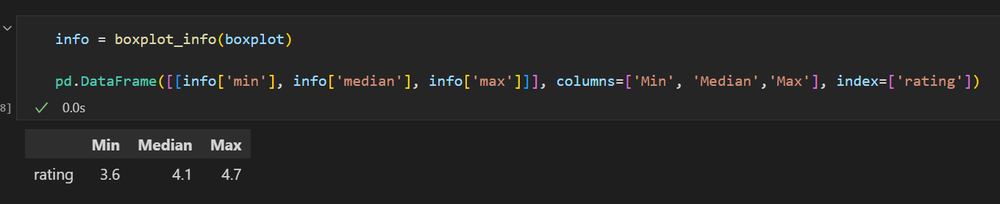 info = boxplot_info(boxplot)
pd.DataFrame([[info['min'], info['median'], info['max']]], columns=['Min', 'Median','Max'], index=['rating'])
8]
0.0s
Min Median Max
rating 3.6 4.1 4.7